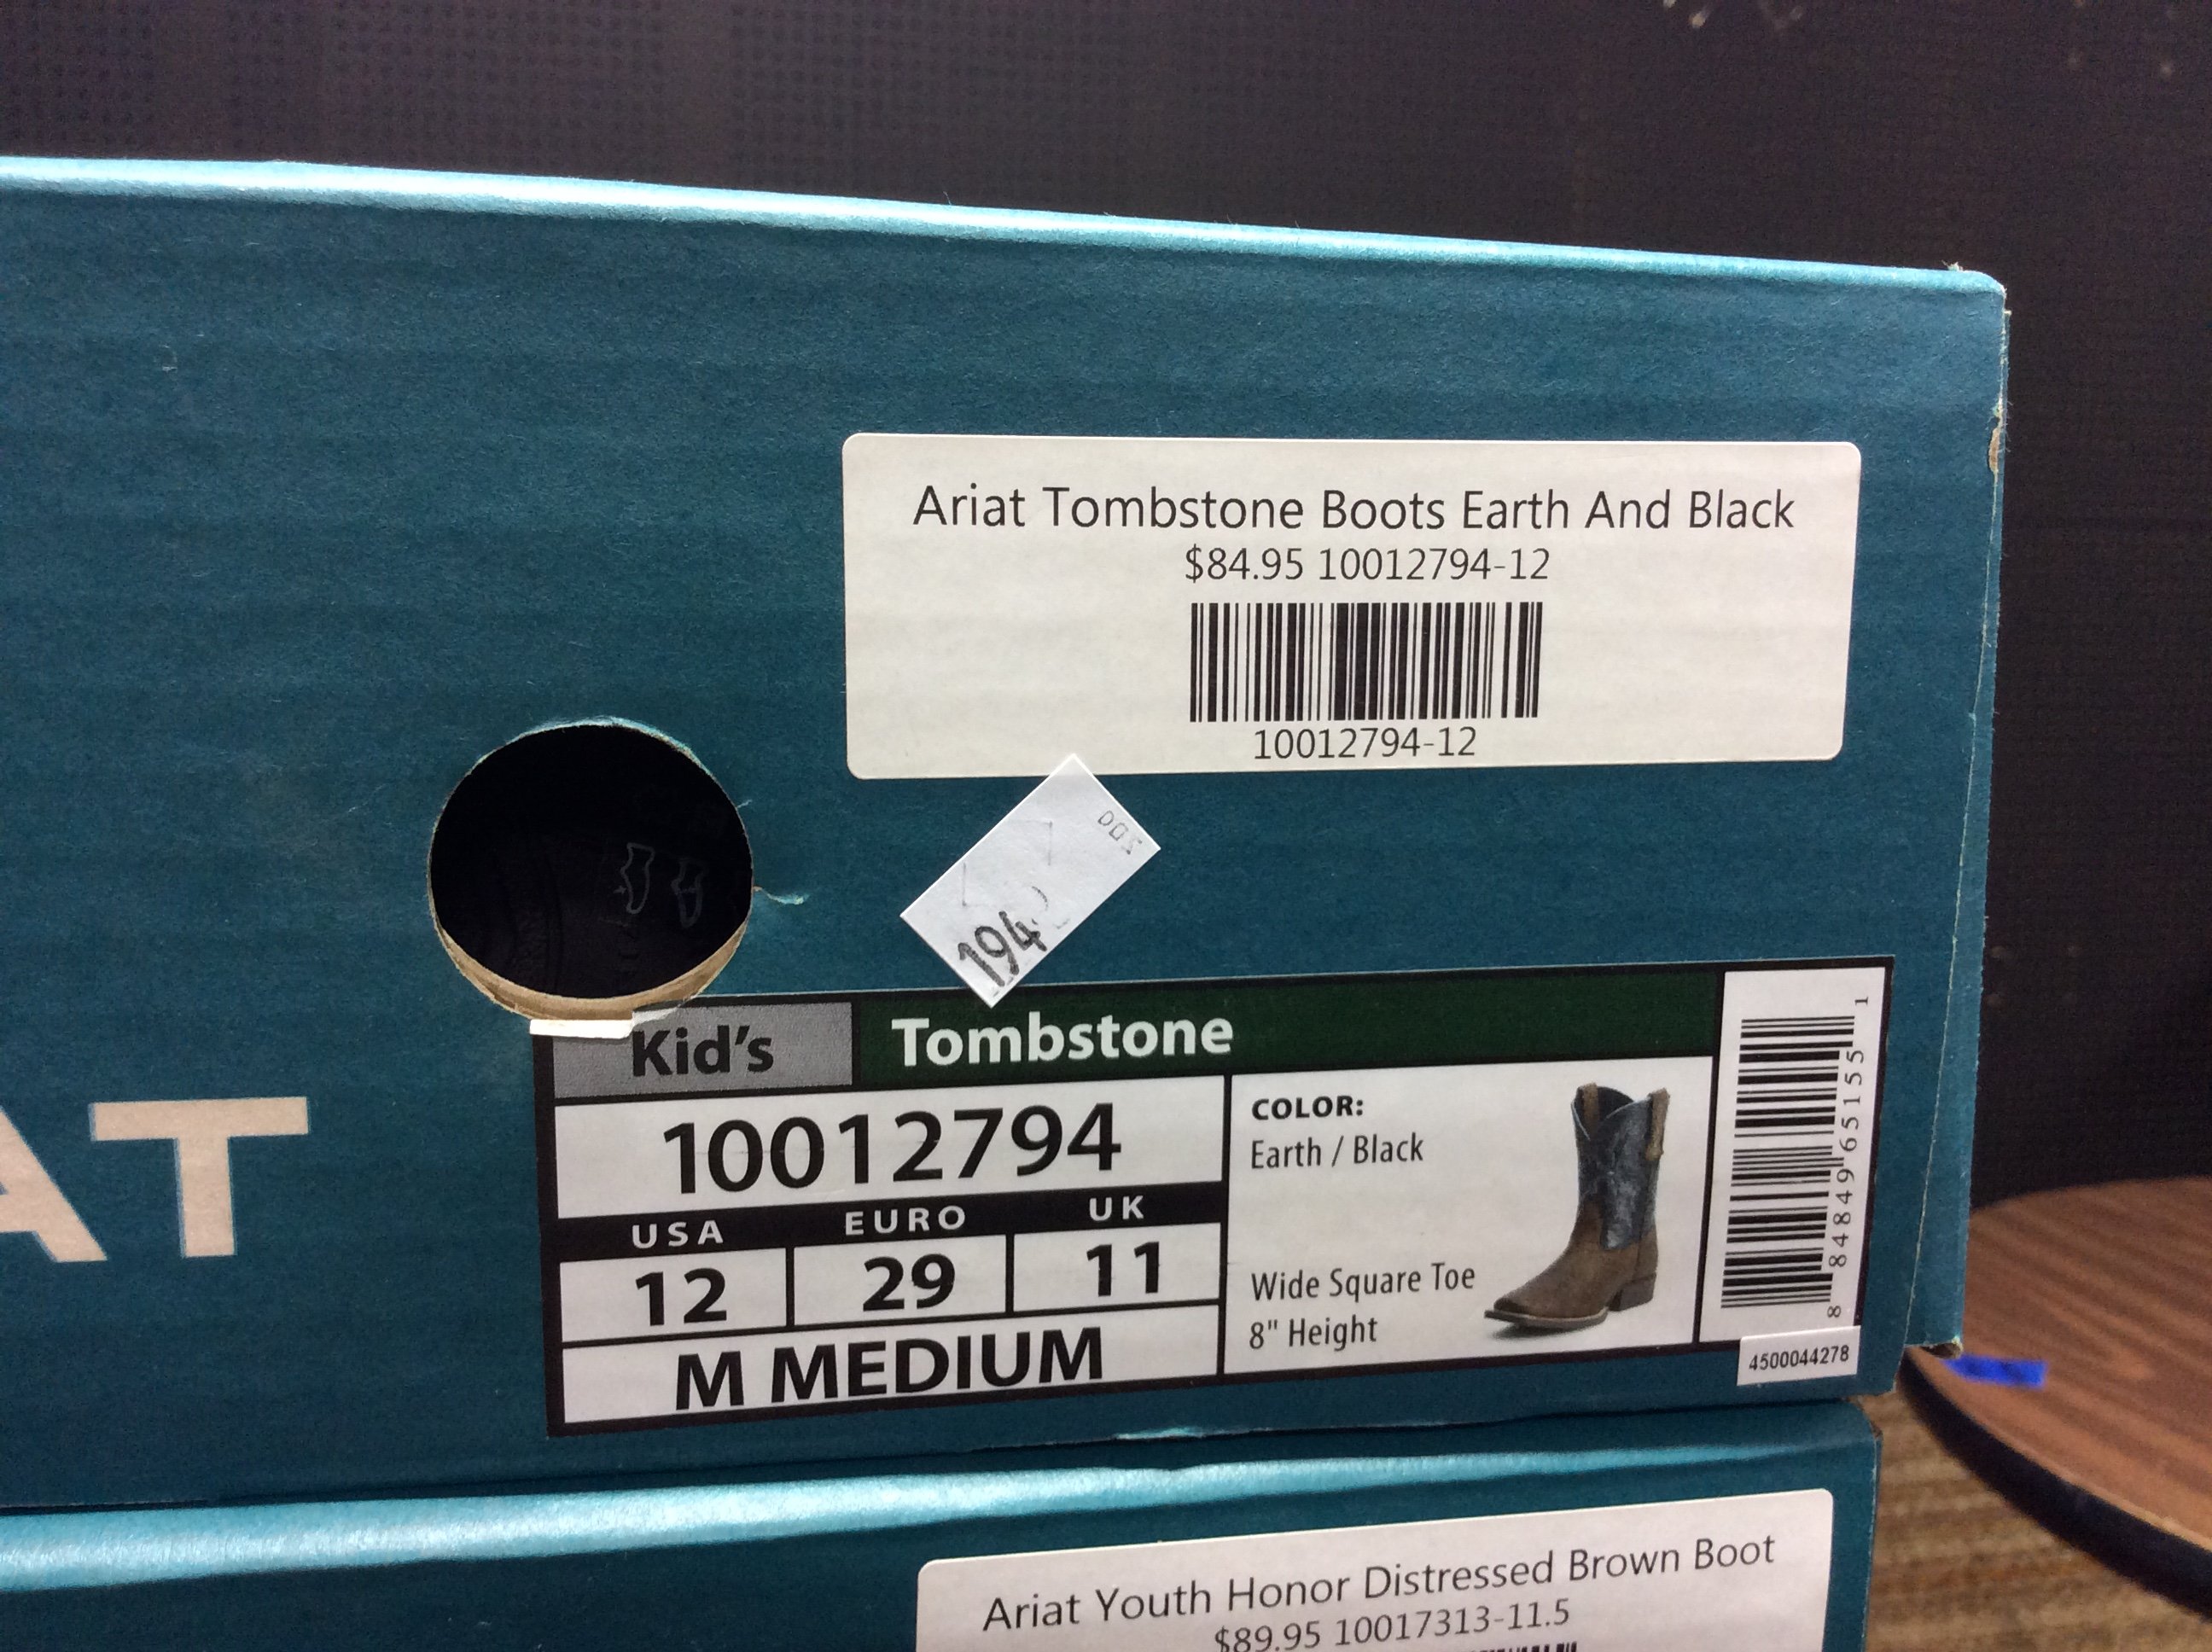 Ariat Tombstone Boots Earth And Black
$84.95 10012794-12
10012794-12
194
Kid's
Tombstone
10012794
USA EURO UK
12 29 11
M MEDIUM
COLOR:
Earth / Black
Wide Square Toe
8" Height
8 84849 65155 1
4500044278
AT
Ariat Youth Honor Distressed Brown Boot
$89.95 10017313-11.5